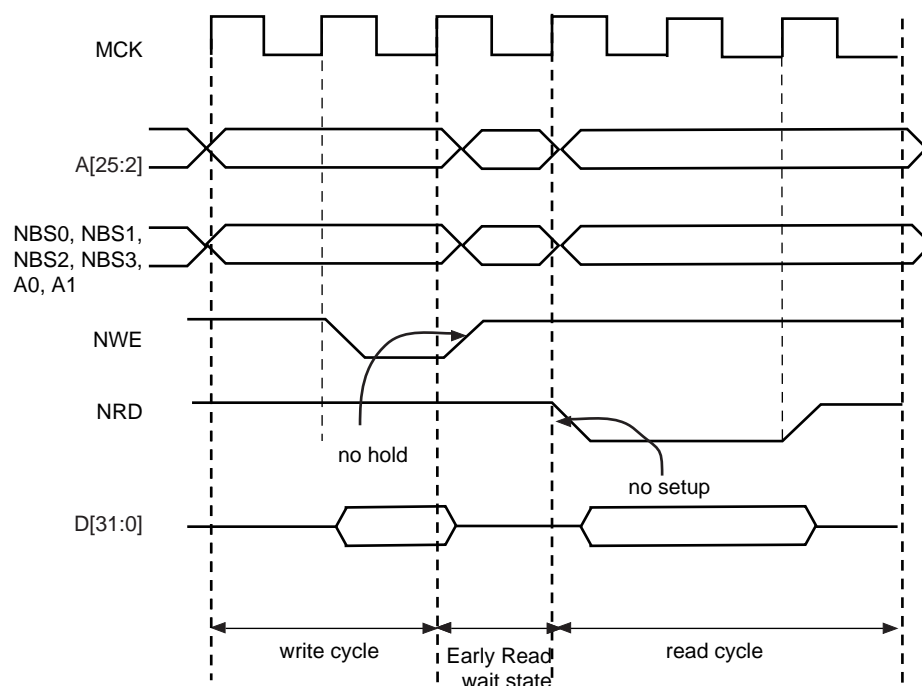 MCK
A[25:2]
NBS0, NBS1,
NBS2, NBS3,
A0, A1
NWE
NRD
no hold
no setup
D[31:0]
write cycle
Early Read
wait state
read cycle